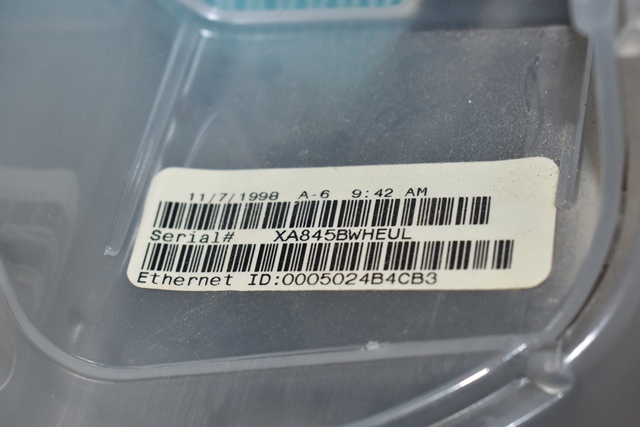 11/7/1998 A-6 9:42 AM
Serial# XA845BWHEUL
Ethernet ID:0005024B4CB3